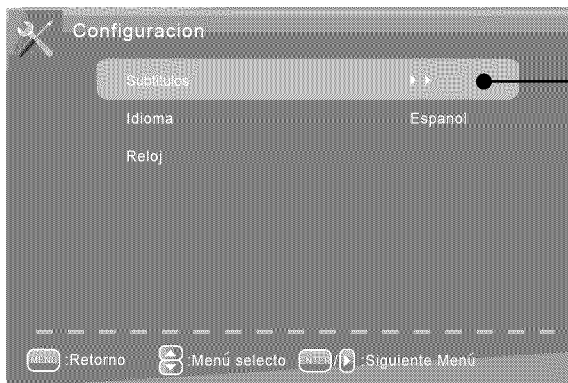 Configuracion
Subtitulos
Idioma Espanol
Reloj
MENU :Retorno :Menú selecto ENTER / :Siguiente Menú